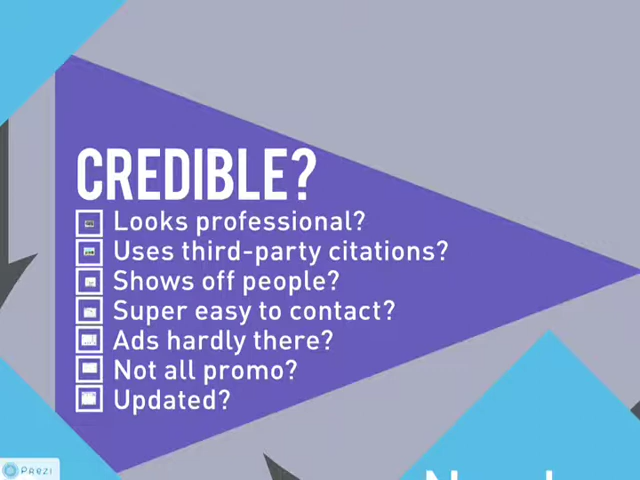 CREDIBLE?
Looks professional?
Uses third-party citations?
Shows off people?
Super easy to contact?
Ads hardly there?
Not all promo?
Updated?
Prezi